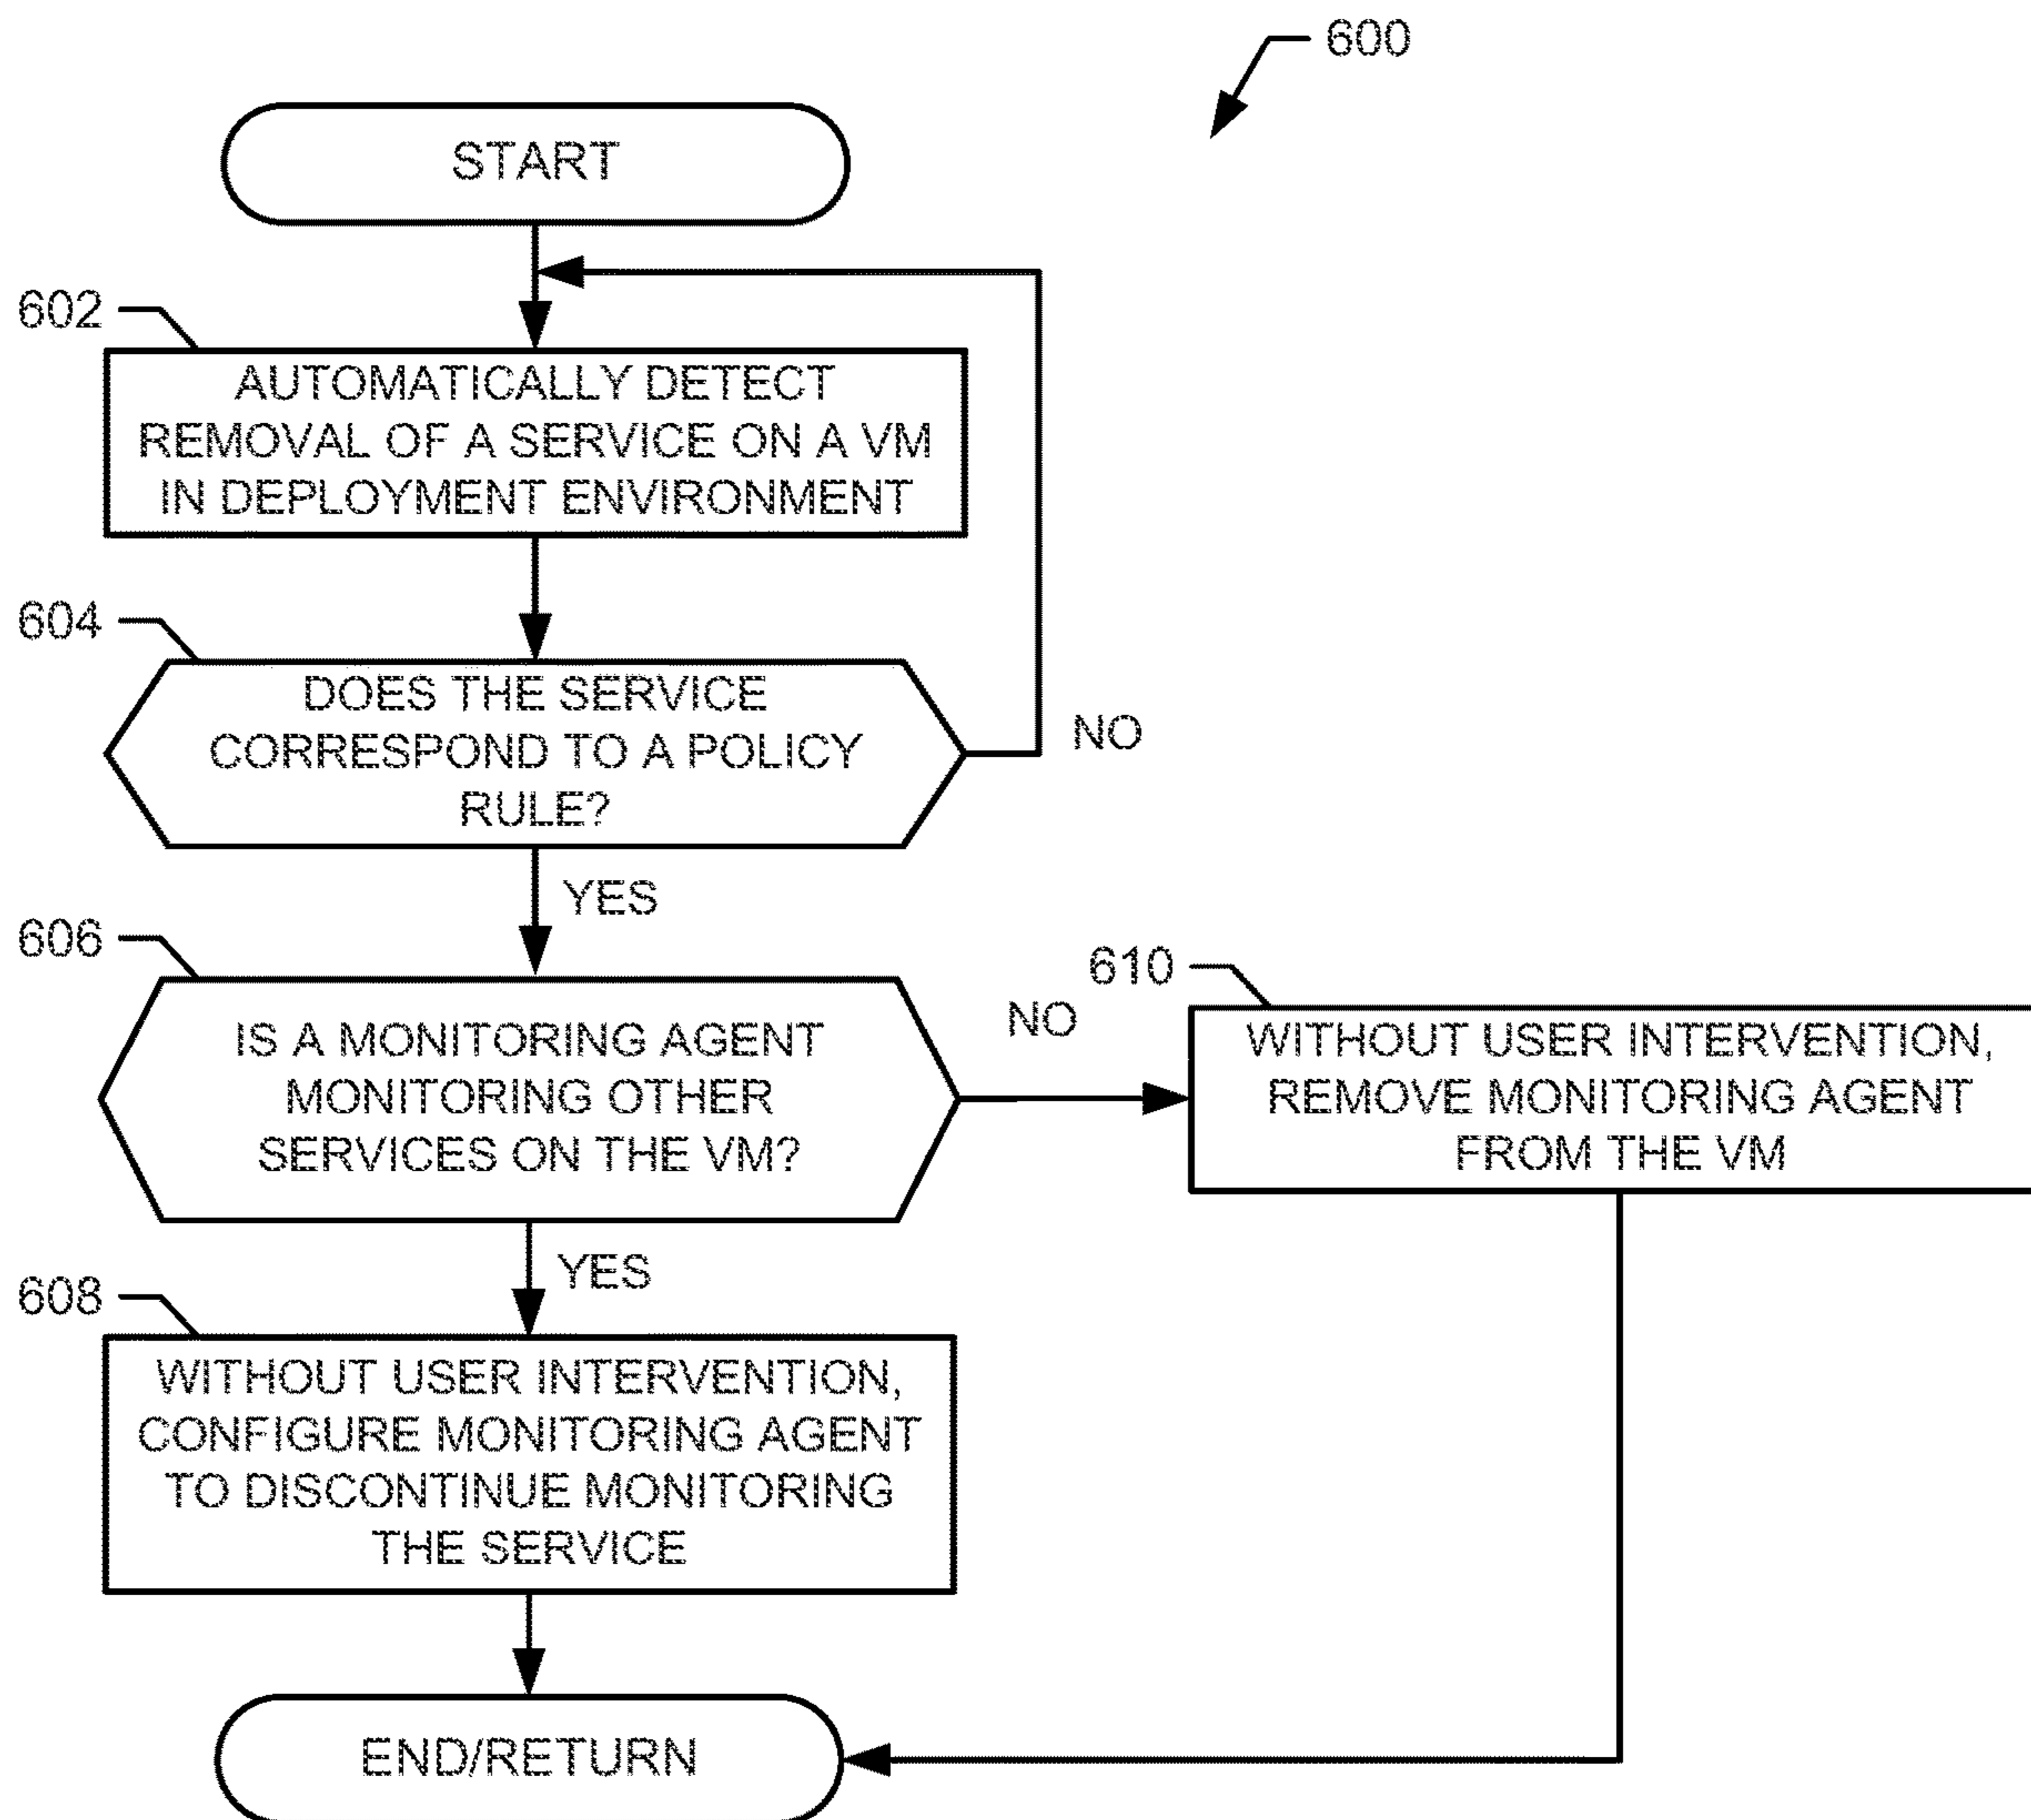 600
START
602
AUTOMATICALLY DETECT
REMOVAL OF A SERVICE ON A VM
IN DEPLOYMENT ENVIRONMENT
604
DOES THE SERVICE
CORRESPOND TO A POLICY
RULE?
NO
YES
606
IS A MONITORING AGENT
MONITORING OTHER
SERVICES ON THE VM?
NO
610
WITHOUT USER INTERVENTION,
REMOVE MONITORING AGENT
FROM THE VM
YES
608
WITHOUT USER INTERVENTION,
CONFIGURE MONITORING AGENT
TO DISCONTINUE MONITORING
THE SERVICE
END/RETURN